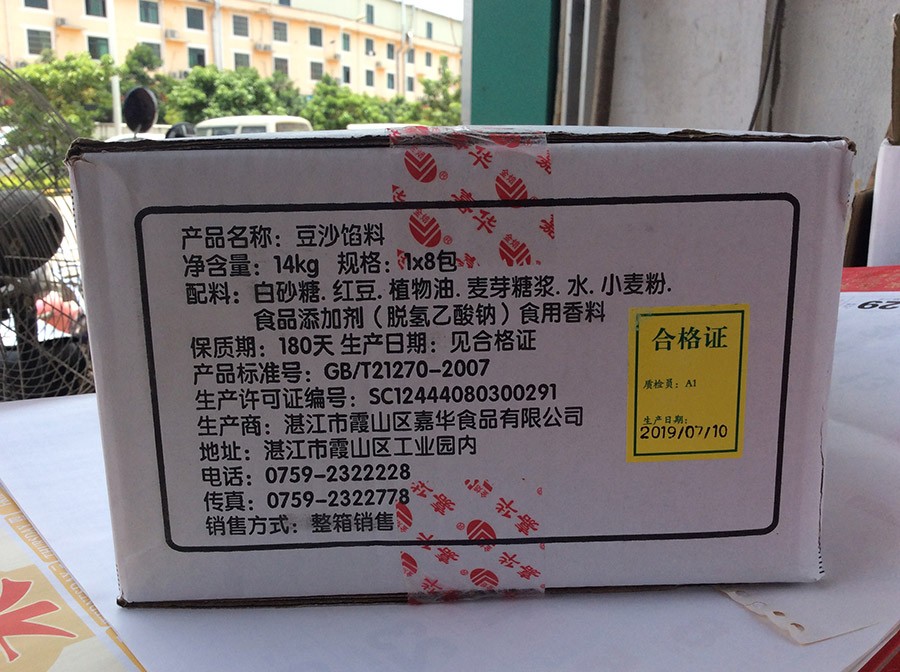 产品名称：豆沙馅料
净含量：14kg 规格：1x8包
配料：白砂糖.红豆.植物油.麦芽糖浆.水.小麦粉.
食品添加剂（脱氢乙酸钠）食用香料
保质期：180天 生产日期：见合格证
产品标准号：GB/T21270-2007
生产许可证编号：SC12444080300291
生产商：湛江市霞山区嘉华食品有限公司
地址：湛江市霞山区工业园内
电话：0759-2322228
传真：0759-2322778
销售方式：整箱销售
合格证
质检员：A1
生产日期：
2019/07/10
嘉华
29